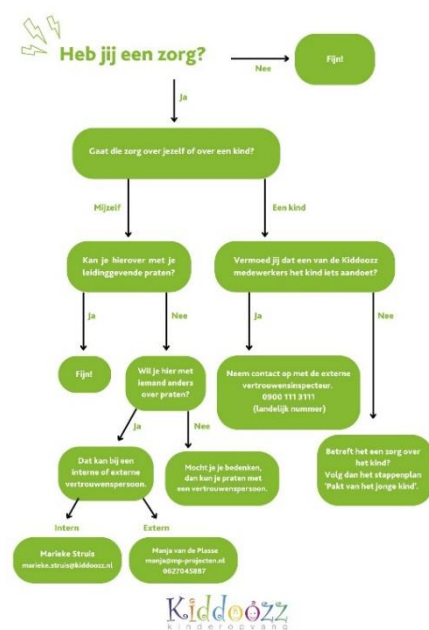 Heb jij een zorg?
Nee
Fijn!
Ja
Gaat die zorg over jezelf of over een kind?
Mijzelf
Een kind
Kan je hierover met je
leidinggevende praten?
Vermoed jij dat een van de Kiddoozz
medewerkers het kind iets aandoet?
Ja
Nee
Ja
Nee
Fijn!
Wil je hier met
iemand anders
over praten?
Neem contact op met de externe
vertrouwensinspecteur.
0900 111 3111
(landelijk nummer)
Ja
Nee
Dat kan bij een
interne of externe
vertrouwenspersoon.
Mocht je je bedenken,
dan kun je praten met
een vertrouwenspersoon.
Betreft het een zorg over
het kind?
Volg dan het stappenplan
'Pakt van het jonge kind'.
Intern
Extern
Marieke Struis
marieke.struis@kiddoozz.nl
Manja van de Plasse
manja@mp-projecten.nl
0627045887
Kiddoozz
kinderopvang